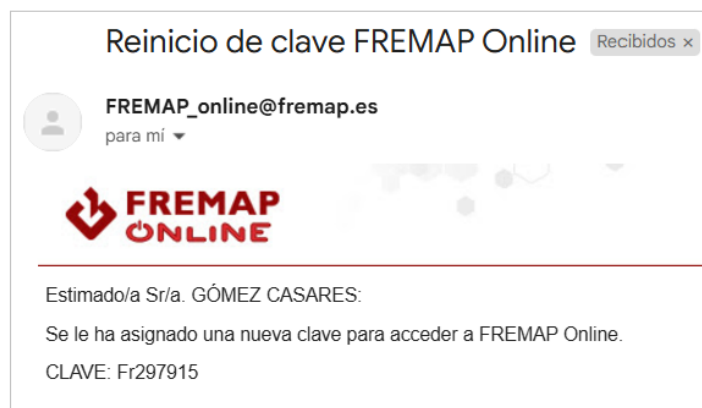 Reinicio de clave FREMAP Online Recibidos ×
FREMAP_online@fremap.es
para mí
FREMAP
ONLINE
Estimado/a Sr/a. GÓMEZ CASARES:
Se le ha asignado una nueva clave para acceder a FREMAP Online.
CLAVE: Fr297915